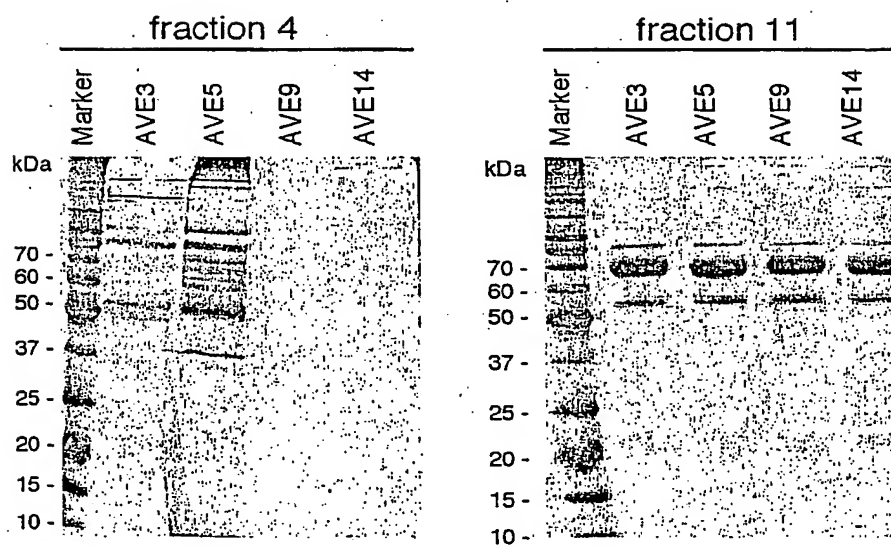 fraction 4
Marker AVE3 AVE5 AVE9 AVE14
kDa
70 -
60 -
50 -
37 -
25 -
20 -
15 -
10 -
fraction 11
Marker AVE3 AVE5 AVE9 AVE14
kDa
70 -
60 -
50 -
37 -
25 -
20 -
15 -
10 -